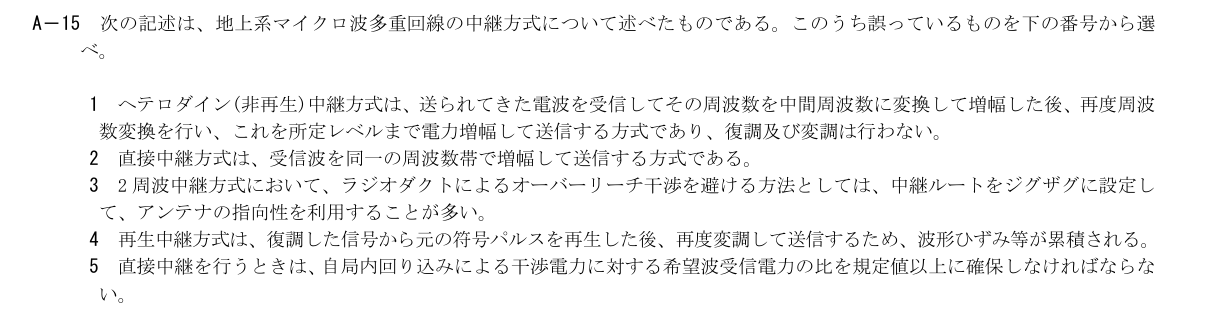 A－15　次の記述は、地上系マイクロ波多重回線の中継方式について述べたものである。このうち誤っているものを下の番号から選
べ。
1　ヘテロダイン(非再生)中継方式は、送られてきた電波を受信してその周波数を中間周波数に変換して増幅した後、再度周波
数変換を行い、これを所定レベルまで電力増幅して送信する方式であり、復調及び変調は行わない。
2　直接中継方式は、受信波を同一の周波数帯で増幅して送信する方式である。
3　2周波中継方式において、ラジオダクトによるオーバーリーチ干渉を避ける方法としては、中継ルートをジグザグに設定し
て、アンテナの指向性を利用することが多い。
4　再生中継方式は、復調した信号から元の符号パルスを再生した後、再度変調して送信するため、波形ひずみ等が累積される。
5　直接中継を行うときは、自局内回り込みによる干渉電力に対する希望波受信電力の比を規定値以上に確保しなければならな
い。